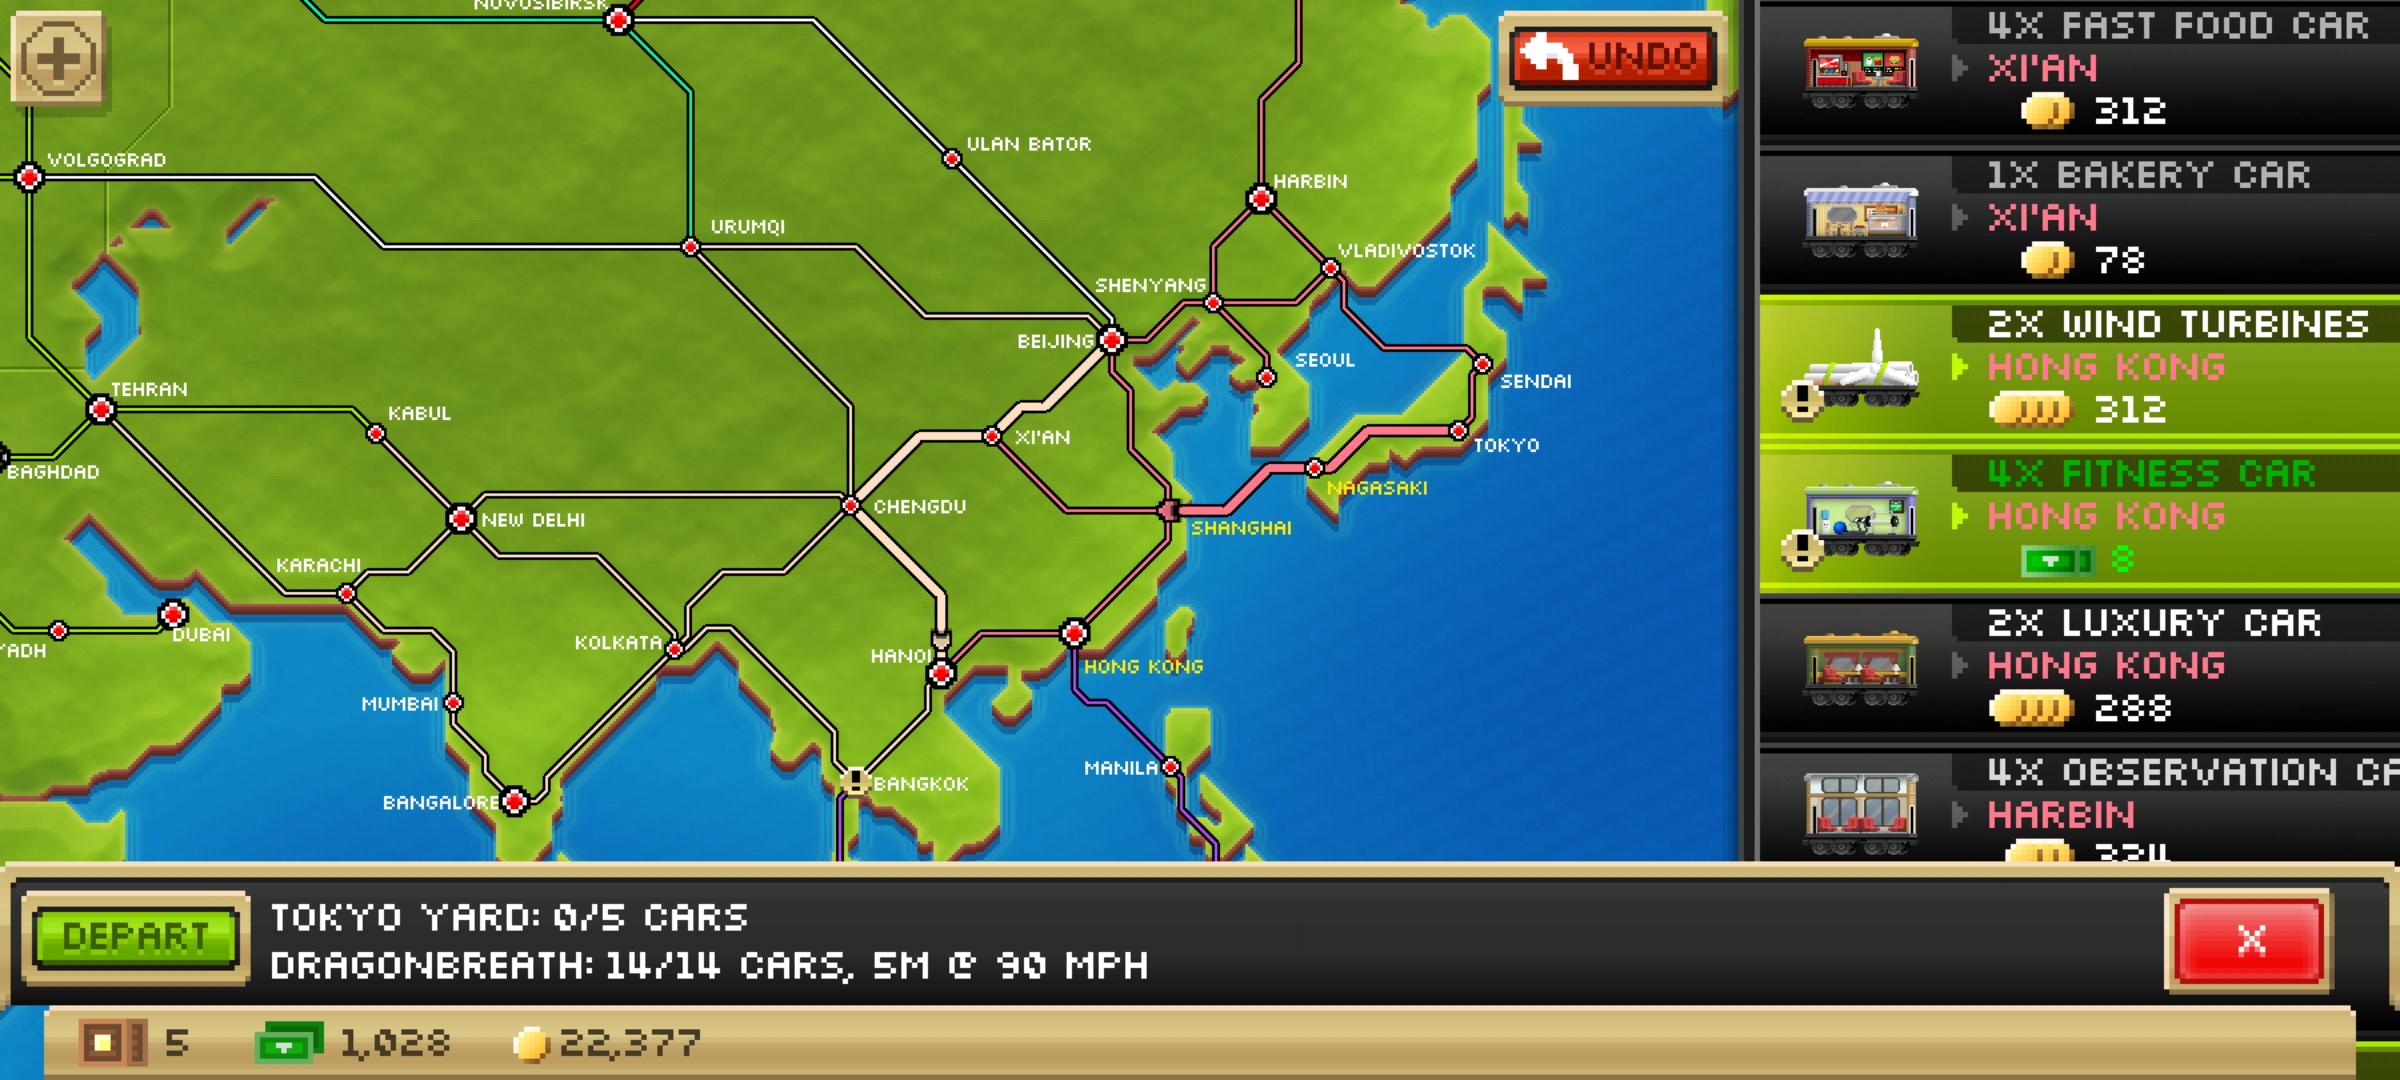 NOVOSIBIRSK
UNDO
ULAN BATOR
VOLGOGRAD
HARBIN
URUMQI
VLADIVOSTOK
SHENYANG
BEIJING
SEOUL
SENDAI
TEHRAN
KABUL
XI'AN
TOKYO
BAGHDAD
NAGASAKI
CHENGDU
NEW DELHI
SHANGHAI
KARACHI
DUBAI
KOLKATA
YADH
HANOI
HONG KONG
MUMBAI
MANILA
BANGKOK
BANGALORE
4X FAST FOOD CAR
XI'AN
312
1X BAKERY CAR
XI'AN
78
2X WIND TURBINES
HONG KONG
312
4X FITNESS CAR
HONG KONG
8
2X LUXURY CAR
HONG KONG
288
4X OBSERVATION CA
HARBIN
324
DEPART
TOKYO YARD: 0/5 CARS
DRAGONBREATH: 14/14 CARS, 5M @ 90 MPH
X
5
1,028
22,377